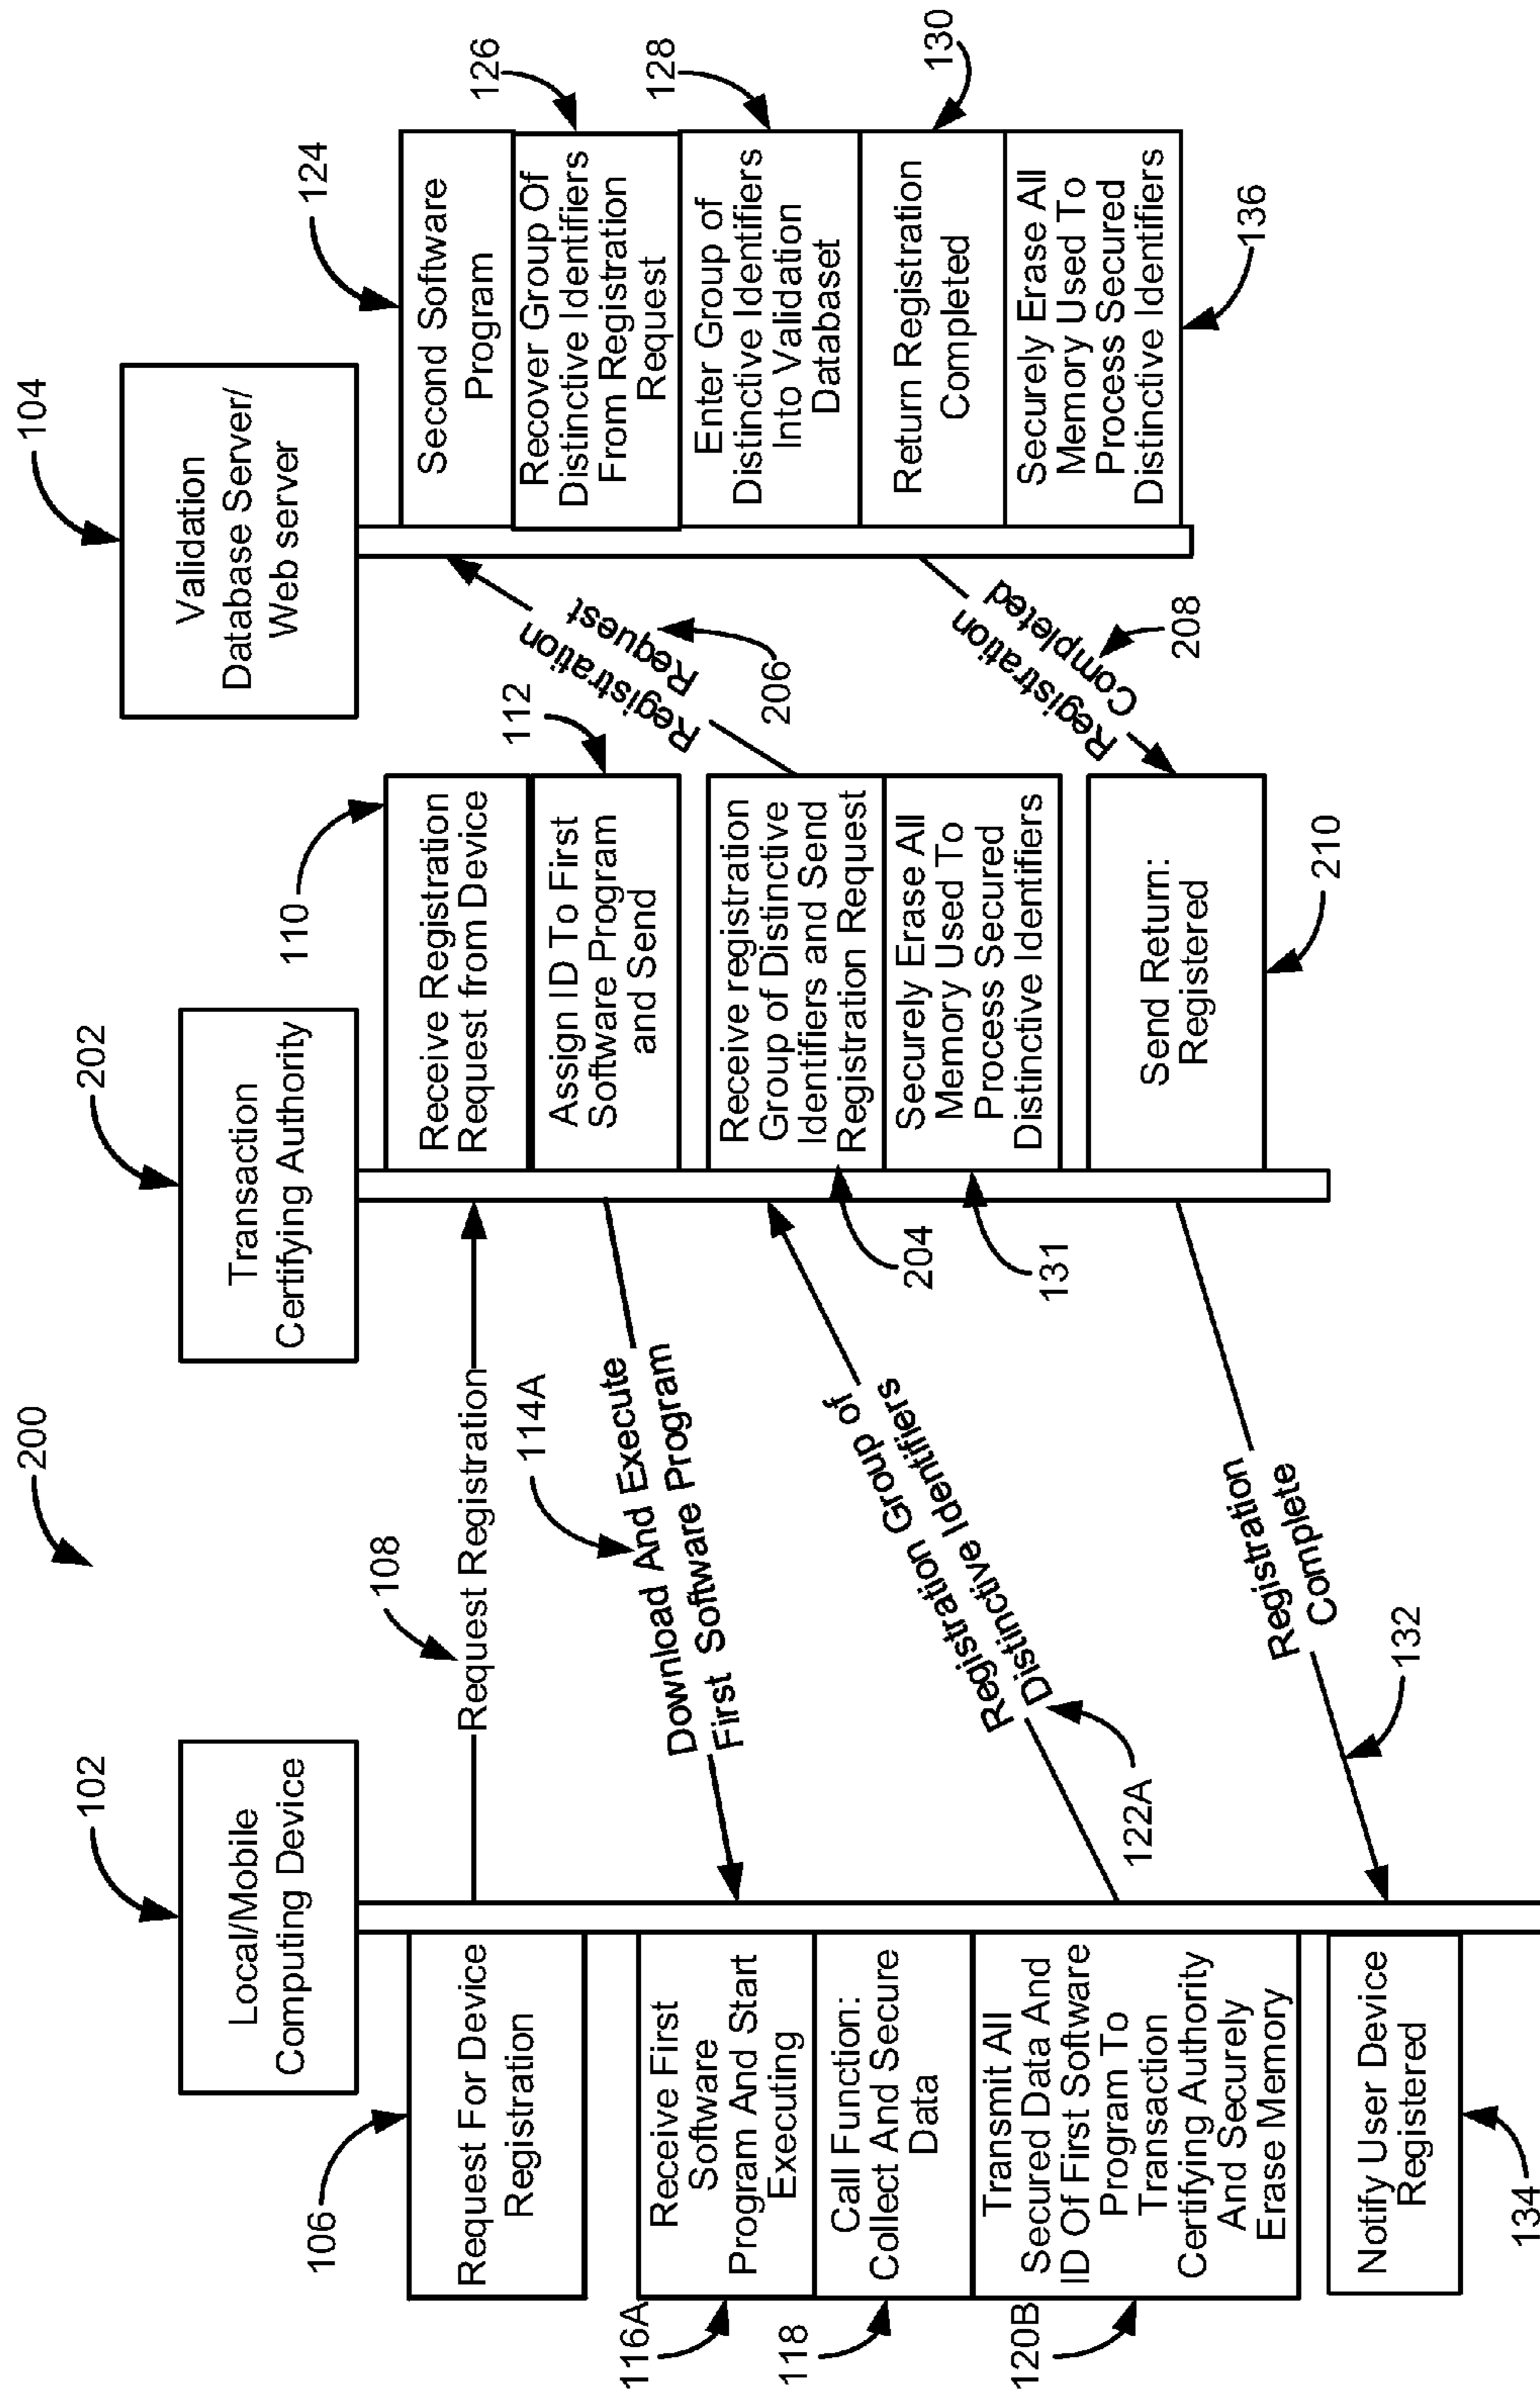 200
102
Local/Mobile
Computing Device
202
Transaction
Certifying Authority
104
Validation
Database Server/
Web server
106
Request For Device
Registration
108
Request Registration
110
Receive Registration
Request from Device
112
Assign ID To First
Software Program
and Send
114A
Download And Execute
First Software Program
116A
Receive First
Software
Program And Start
Executing
118
Call Function:
Collect And Secure
Data
120B
Transmit All
Secured Data And
ID Of First Software
Program To
Transaction
Certifying Authority
And Securely
Erase Memory
122A
Registration Group of
Distinctive Identifiers
204
Receive registration
Group of Distinctive
Identifiers and Send
Registration Request
131
Securely Erase All
Memory Used To
Process Secured
Distinctive Identifiers
206
Registration
Request
124
Second Software
Program
126
Recover Group Of
Distinctive Identifiers
From Registration
Request
128
Enter Group of
Distinctive Identifiers
Into Validation
Database
130
Return Registration
Completed
136
Securely Erase All
Memory Used To
Process Secured
Distinctive Identifiers
208
Registration
Completed
210
Send Return:
Registered
132
Registration
Complete
134
Notify User Device
Registered